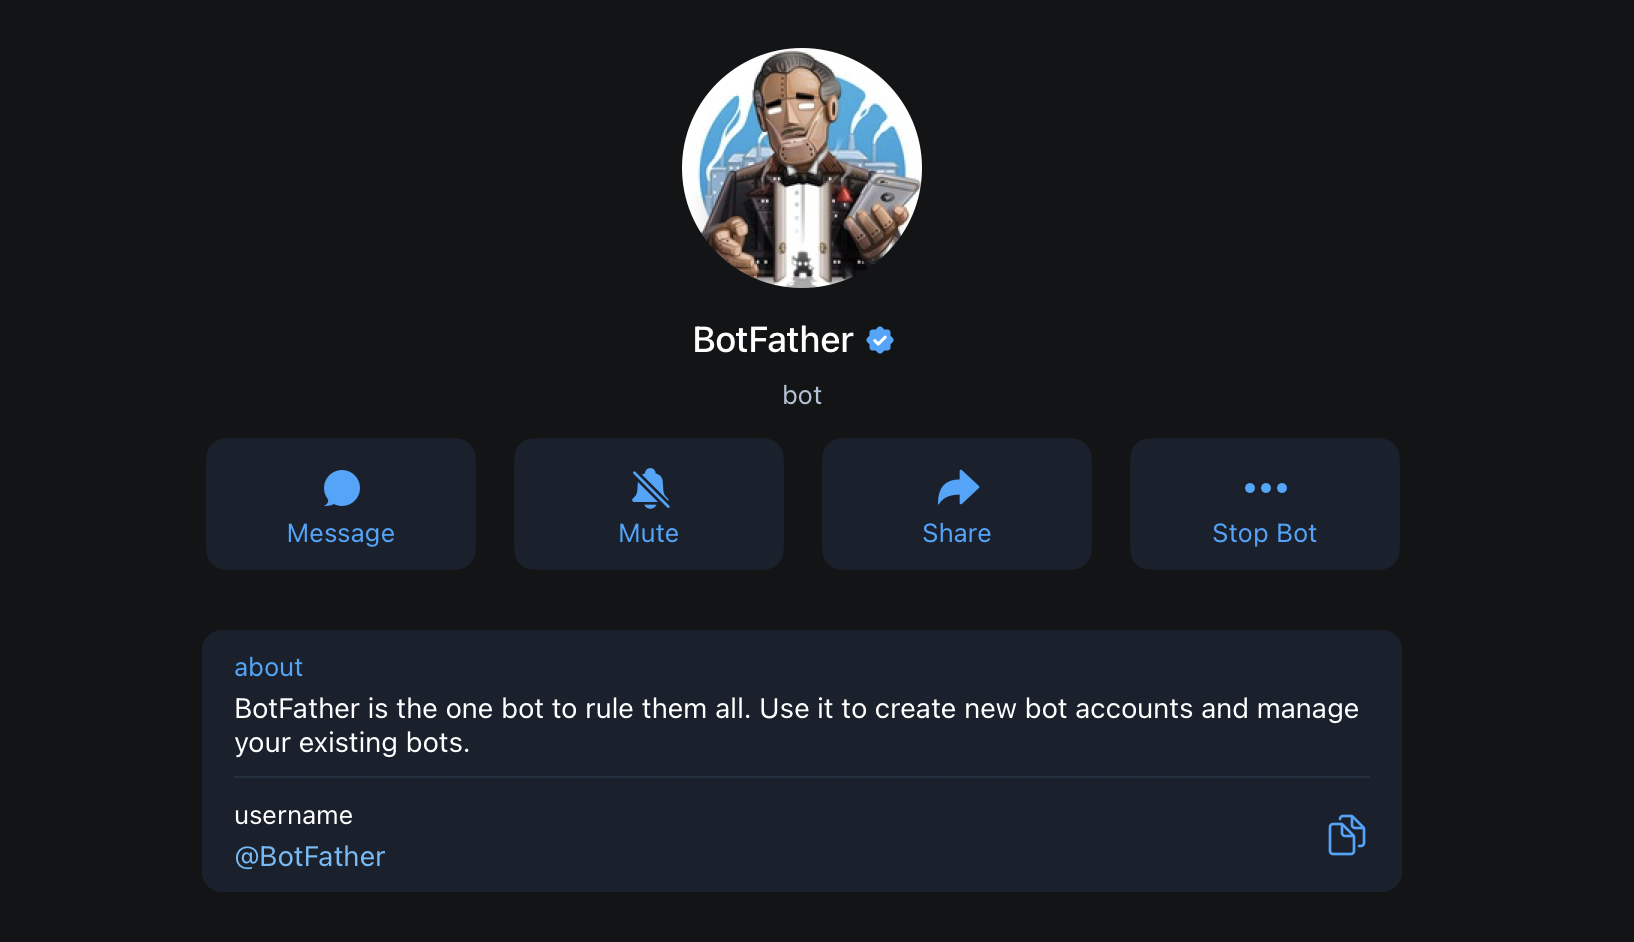 BotFather
bot
Message
Mute
Share
Stop Bot
about
BotFather is the one bot to rule them all. Use it to create new bot accounts and manage
your existing bots.
username
@BotFather